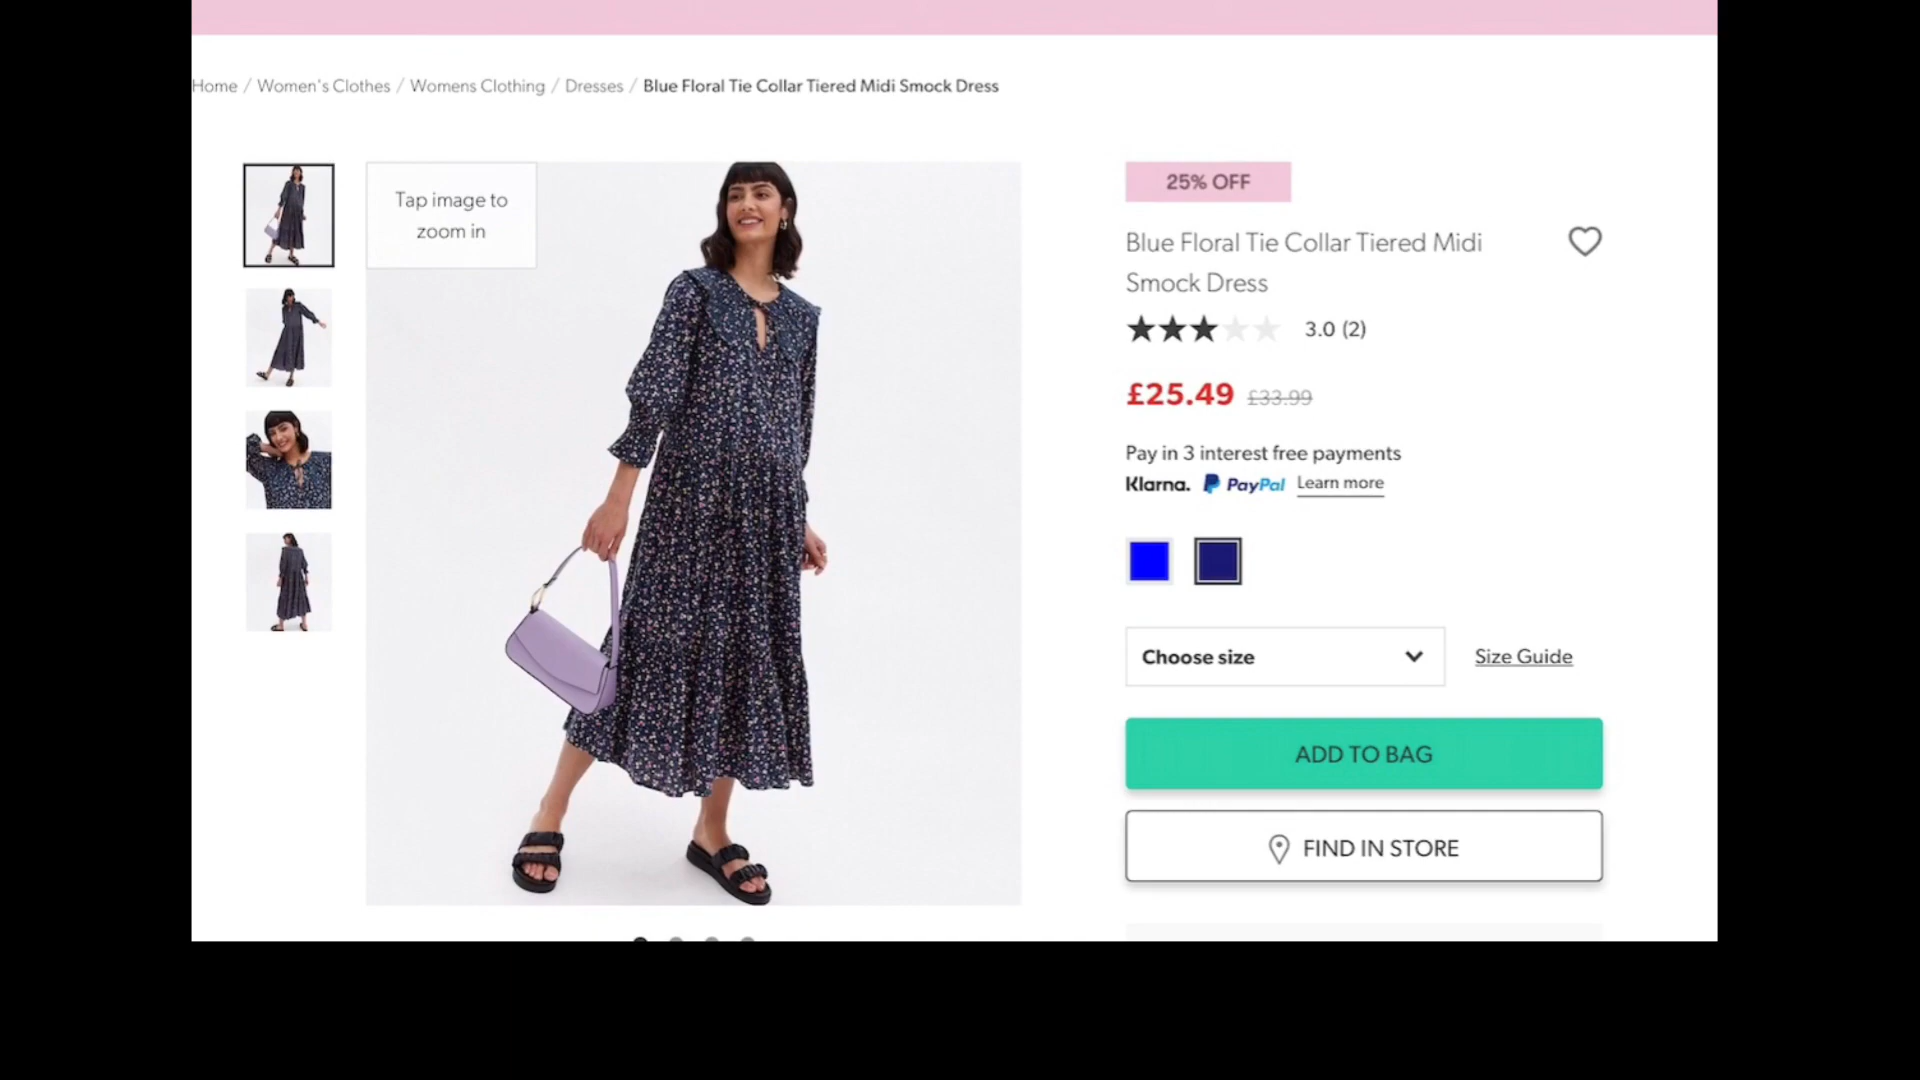 Home / Women's Clothes / Womens Clothing / Dresses / Blue Floral Tie Collar Tiered Midi Smock Dress
Tap image to
zoom in
25% OFF
Blue Floral Tie Collar Tiered Midi
Smock Dress
3.0 (2)
£25.49 £33.99
Pay in 3 interest free payments
Klarna. PayPal Learn more
Choose size
Size Guide
ADD TO BAG
FIND IN STORE